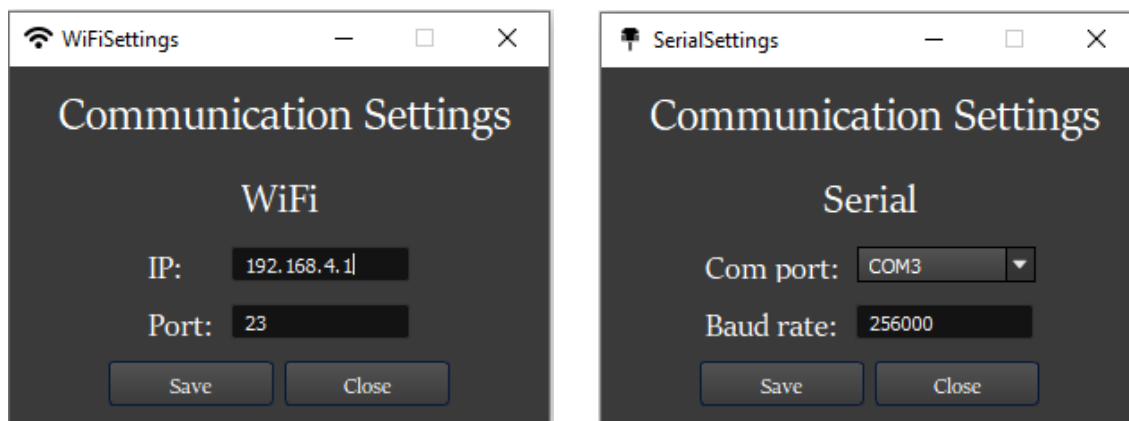 WiFiSettings
Communication Settings
WiFi
IP: 192.168.4.1
Port: 23
Save Close
SerialSettings
Communication Settings
Serial
Com port: COM3
Baud rate: 256000
Save Close